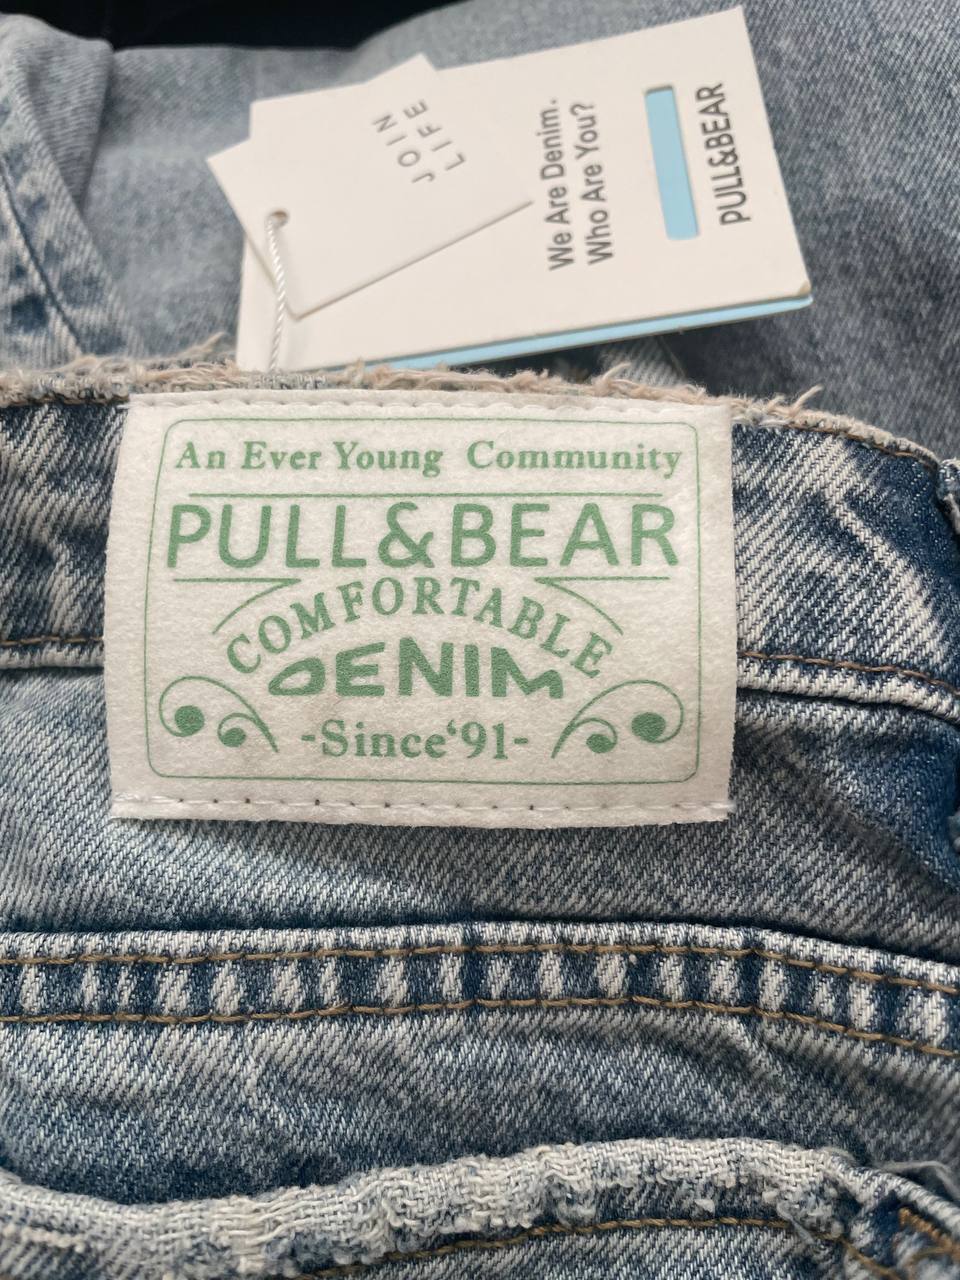 JOIN
LIFE
We Are Denim.
Who Are You?
PULL&BEAR
An Ever Young Community
PULL&BEAR
COMFORTABLE
DENIM
-Since‘91-